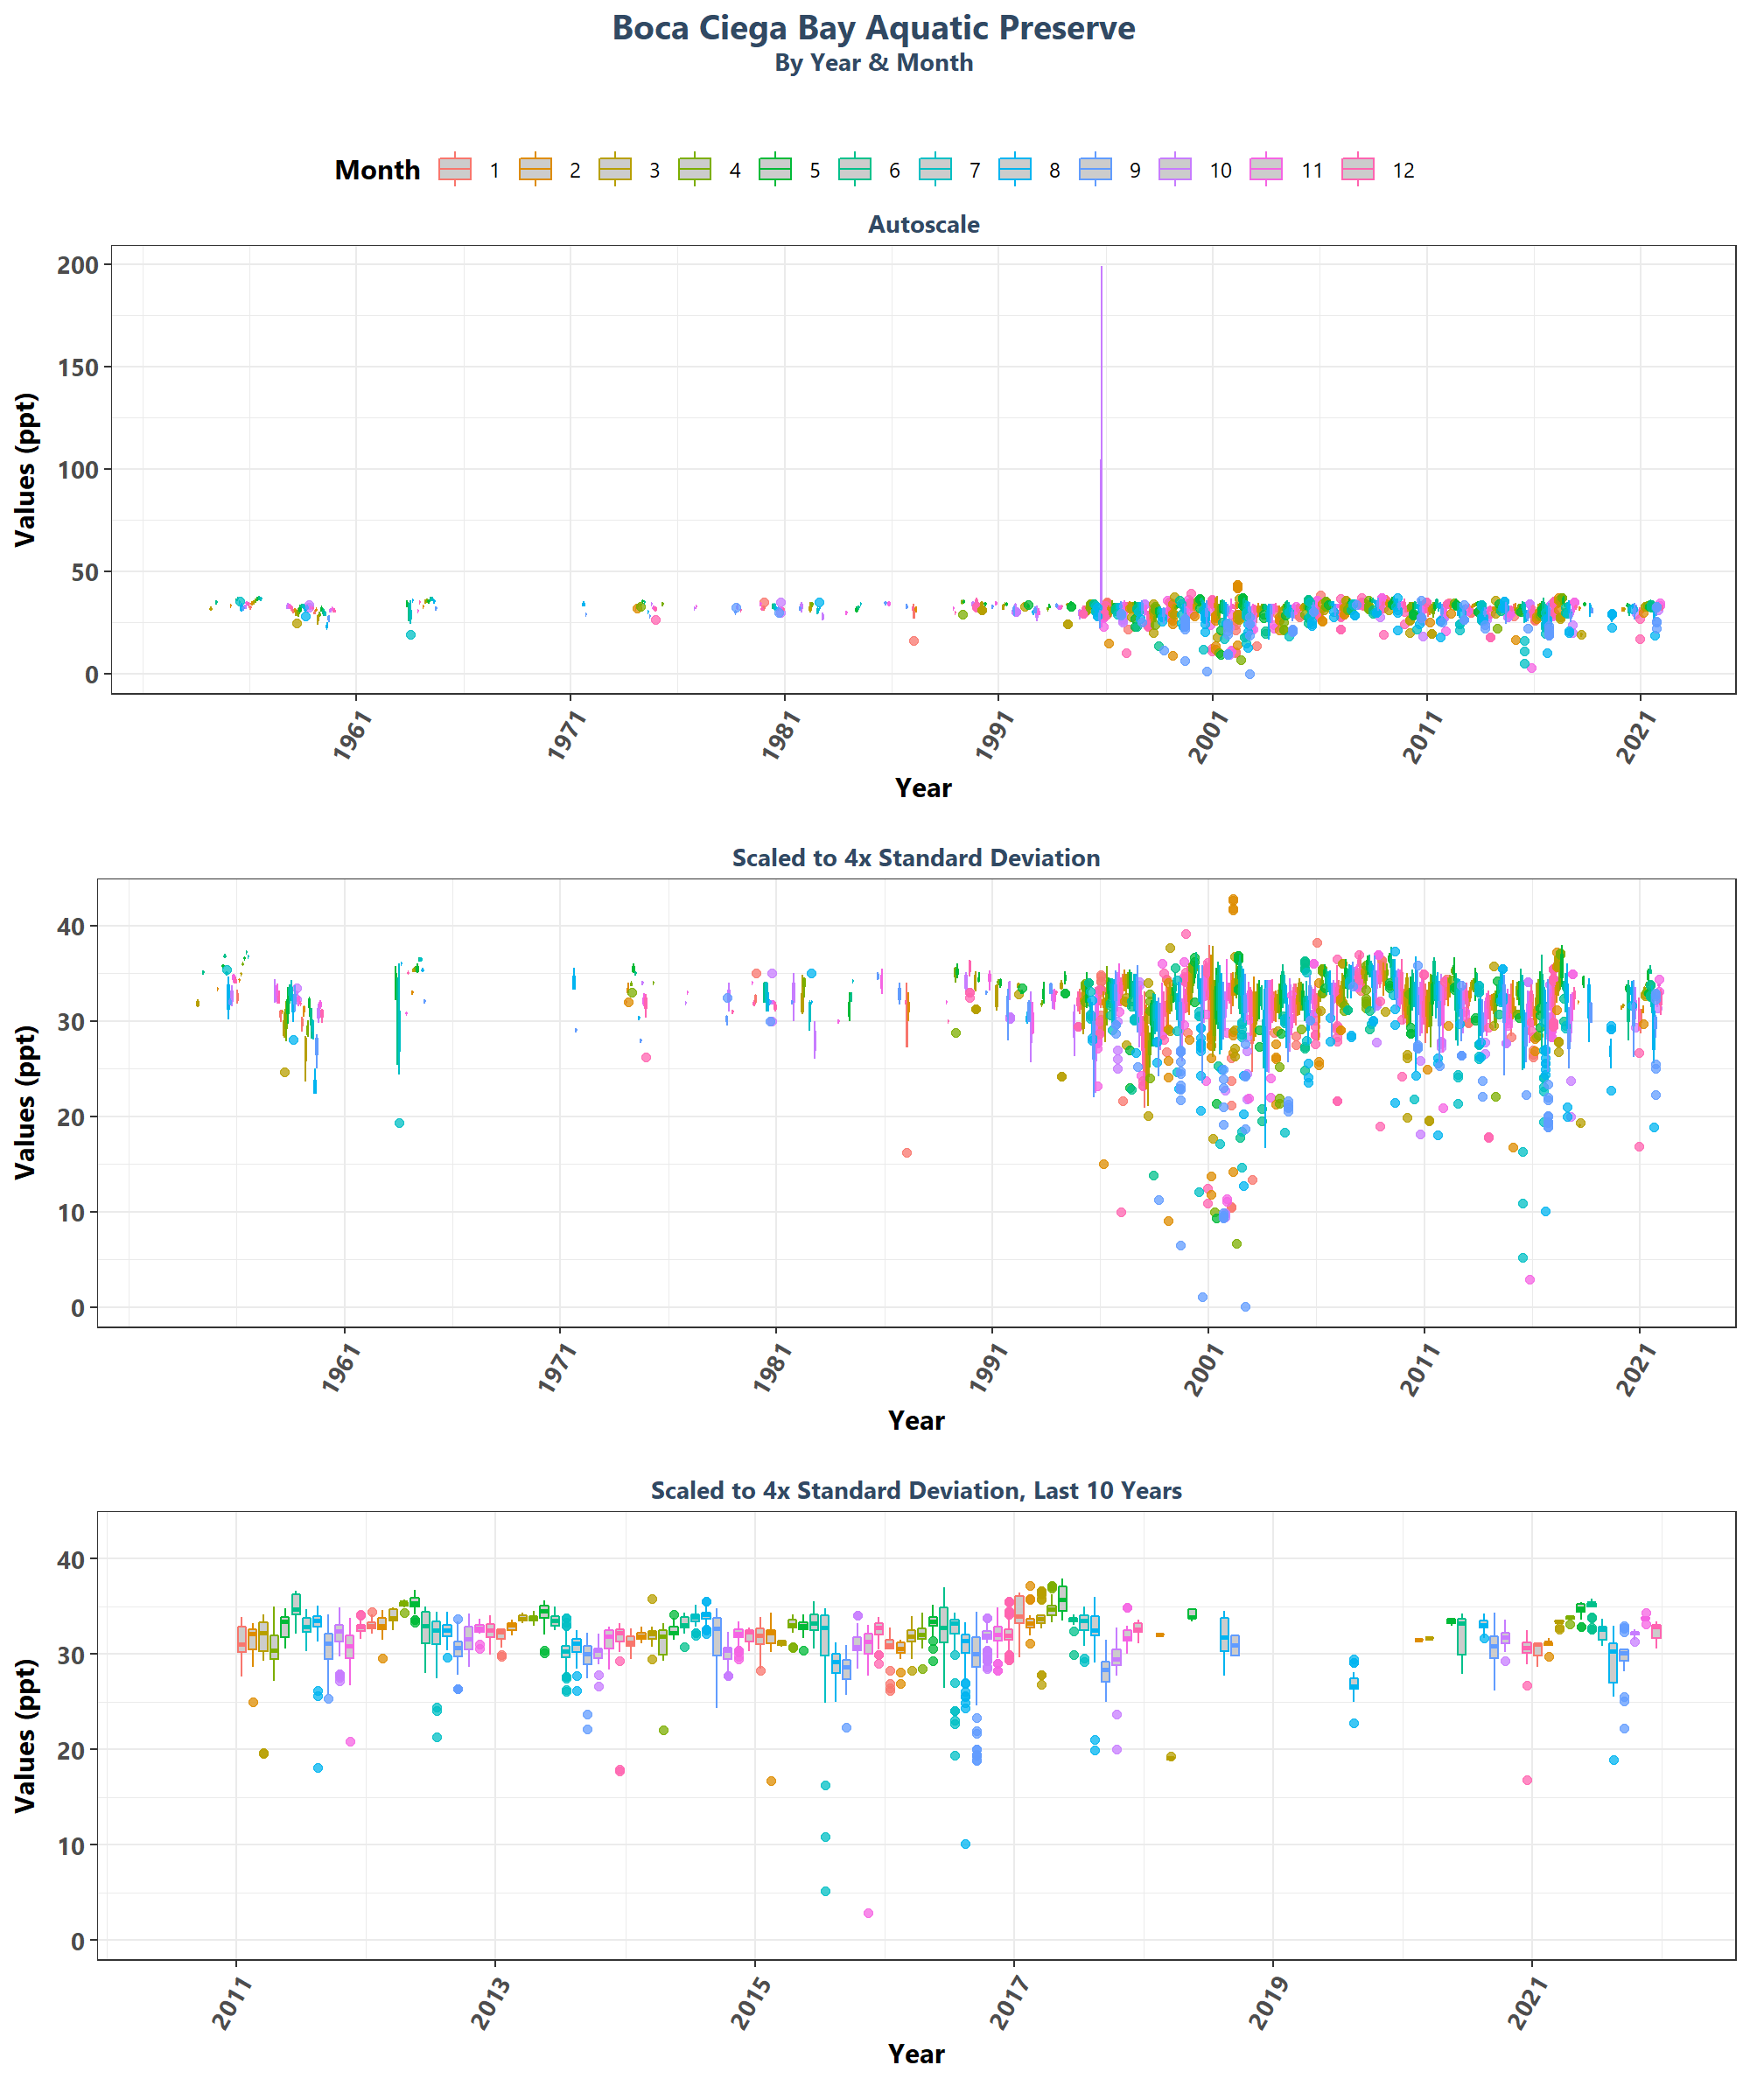 Boca Ciega Bay Aquatic Preserve
By Year & Month
Month 1 2 3 4 5 6 7 8 9 10 11 12
Autoscale
Values (ppt)
200
150
100
50
0
1961 1971 1981 1991 2001 2011 2021
Year
Scaled to 4x Standard Deviation
Values (ppt)
40
30
20
10
0
1961 1971 1981 1991 2001 2011 2021
Year
Scaled to 4x Standard Deviation, Last 10 Years
Values (ppt)
40
30
20
10
0
2011 2013 2015 2017 2019 2021
Year